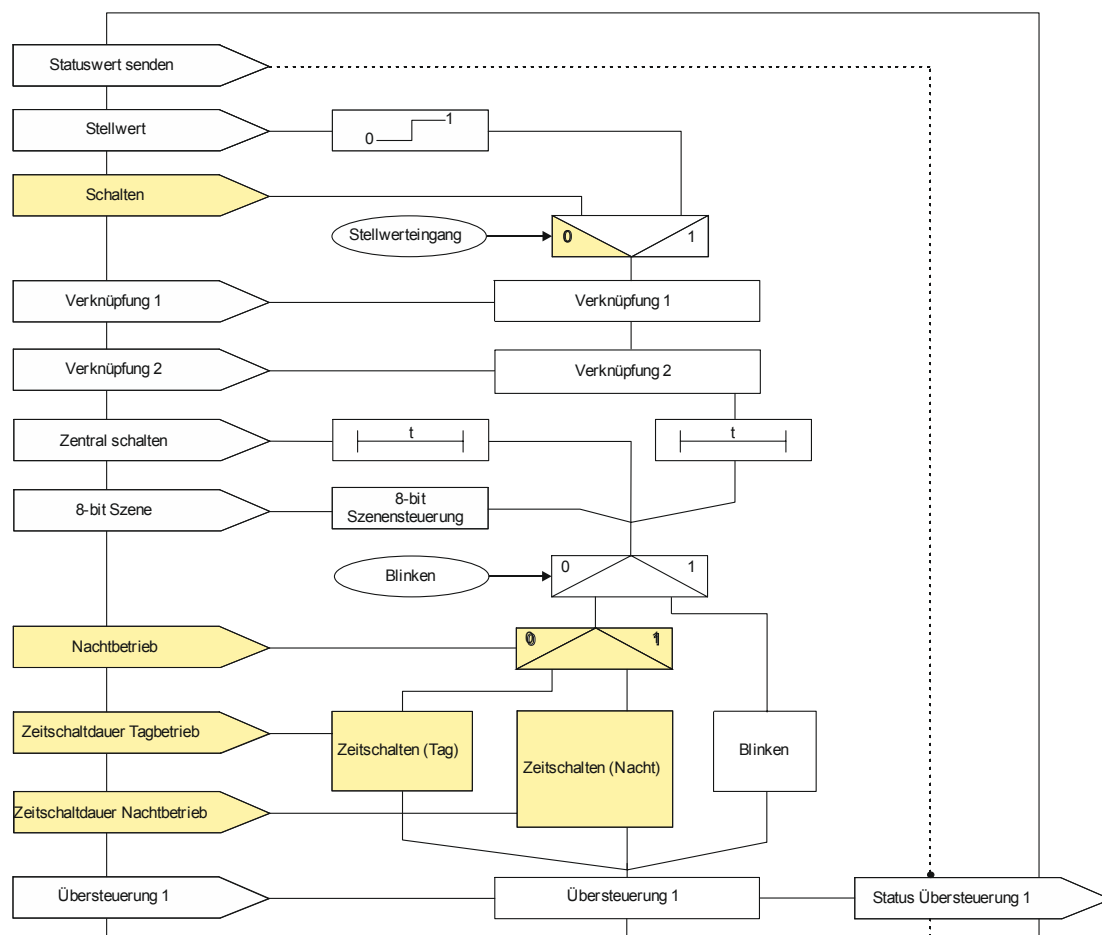 Statuswert senden
Stellwert
0
1
Schalten
Stellwerteingang
0
1
Verknüpfung 1
Verknüpfung 1
Verknüpfung 2
Verknüpfung 2
Zentral schalten
t
t
8-bit Szene
8-bit
Szenensteuerung
Blinken
0
1
Nachtbetrieb
0
1
Zeitschaltdauer Tagbetrieb
Zeitschalten (Tag)
Zeitschalten (Nacht)
Blinken
Zeitschaltdauer Nachtbetrieb
Übersteuerung 1
Übersteuerung 1
Status Übersteuerung 1